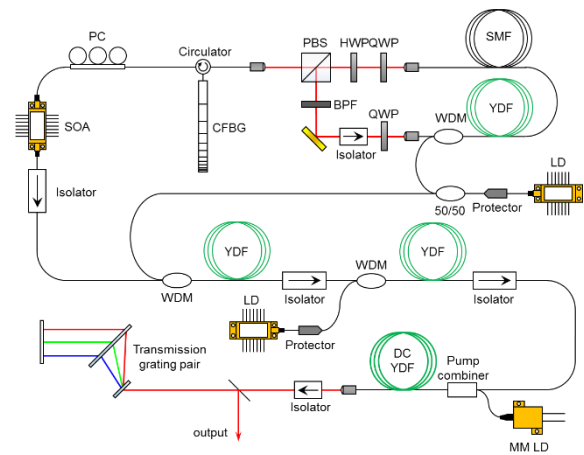 PC
Circulator
PBS
HWP
QWP
SMF
SOA
CFBG
BPF
QWP
YDF
WDM
Isolator
Isolator
LD
50/50
Protector
YDF
YDF
WDM
Isolator
WDM
Isolator
LD
Protector
Transmission
grating pair
DC
YDF
Pump
combiner
Isolator
output
MM LD